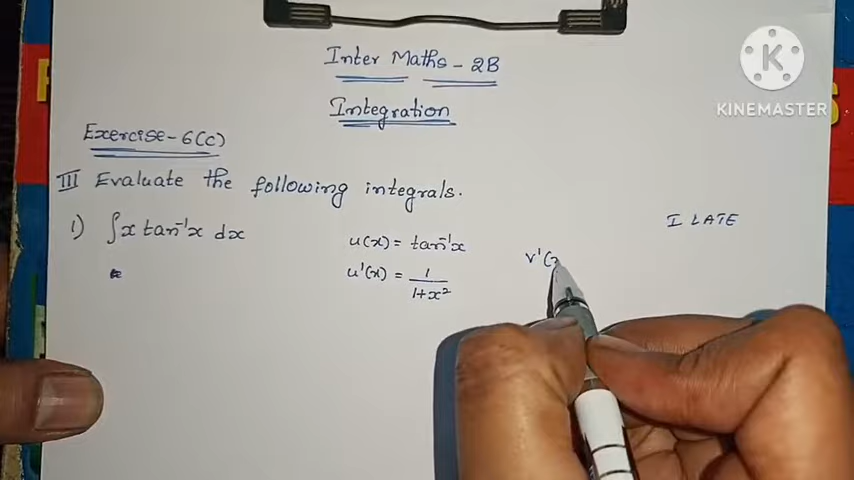 Inter Maths - 2B
Integration
Exercise-6(c)
III Evaluate the following integrals.
1) ∫x tan⁻¹x dx
u(x) = tan⁻¹x
u'(x) = 1/1+x²
v'(x
I LATE
K
KINEMASTER